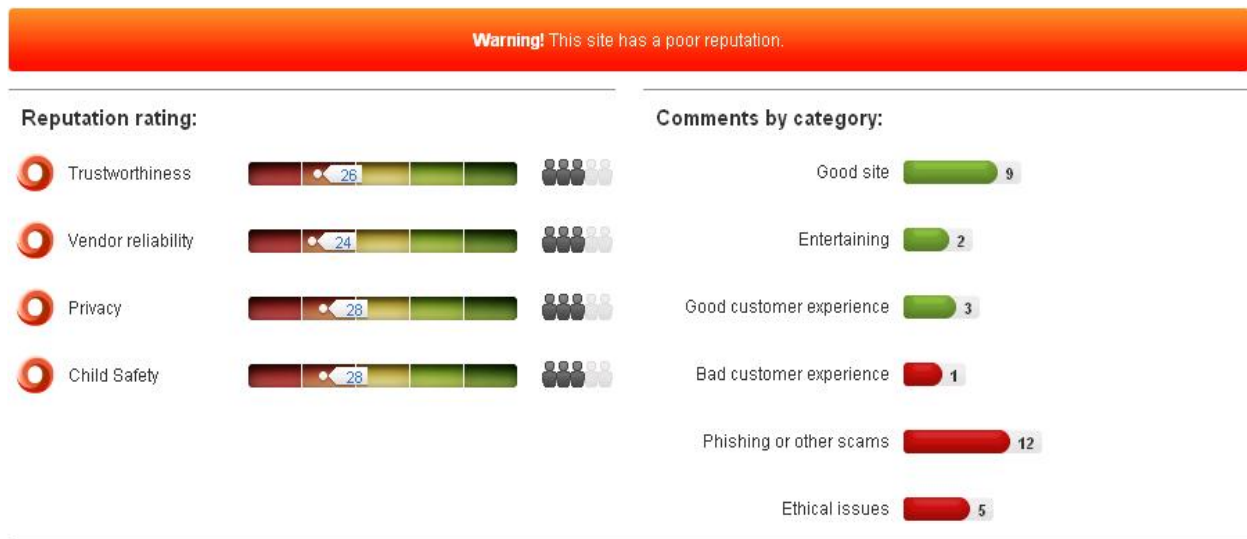 Warning! This site has a poor reputation.
Reputation rating:
Trustworthiness 26
Vendor reliability 24
Privacy 28
Child Safety 28
Comments by category:
Good site 9
Entertaining 2
Good customer experience 3
Bad customer experience 1
Phishing or other scams 12
Ethical issues 5